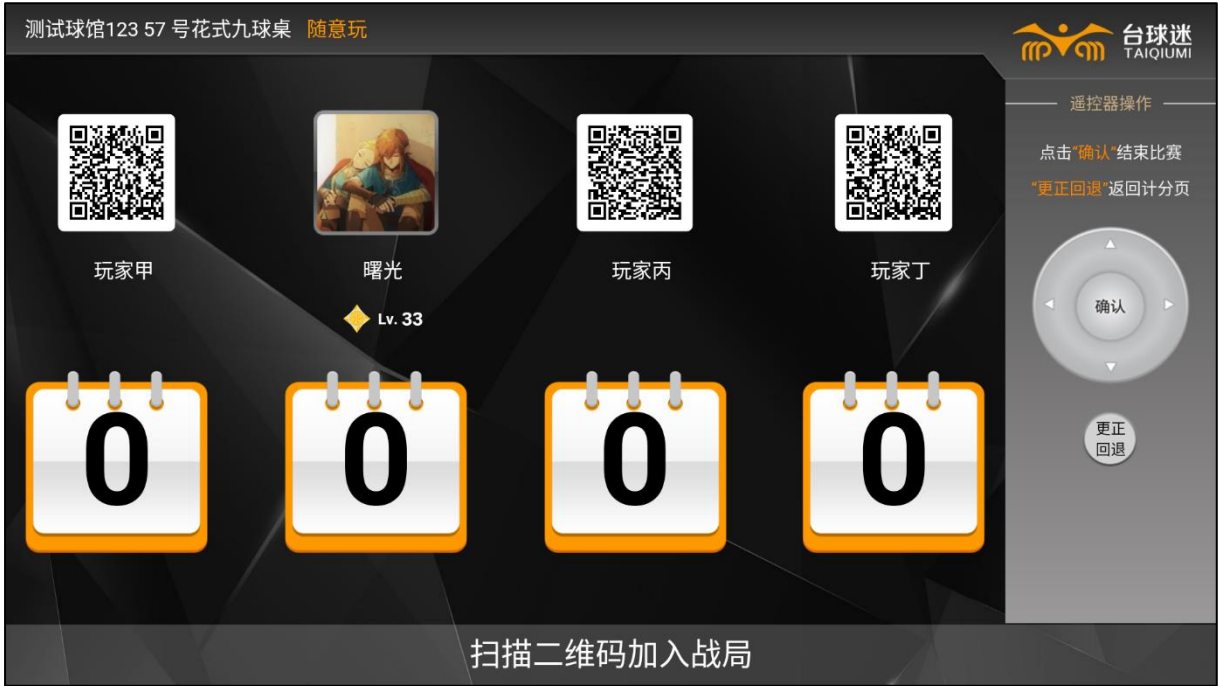 测试球馆123 57 号花式九球桌 随意玩
台球迷
TAIQIUMI
遥控器操作
点击“确认”结束比赛
“更正回退”返回计分页
玩家甲
曙光
玩家丙
玩家丁
Lv. 33
确认
0
0
0
0
更正
回退
扫描二维码加入战局